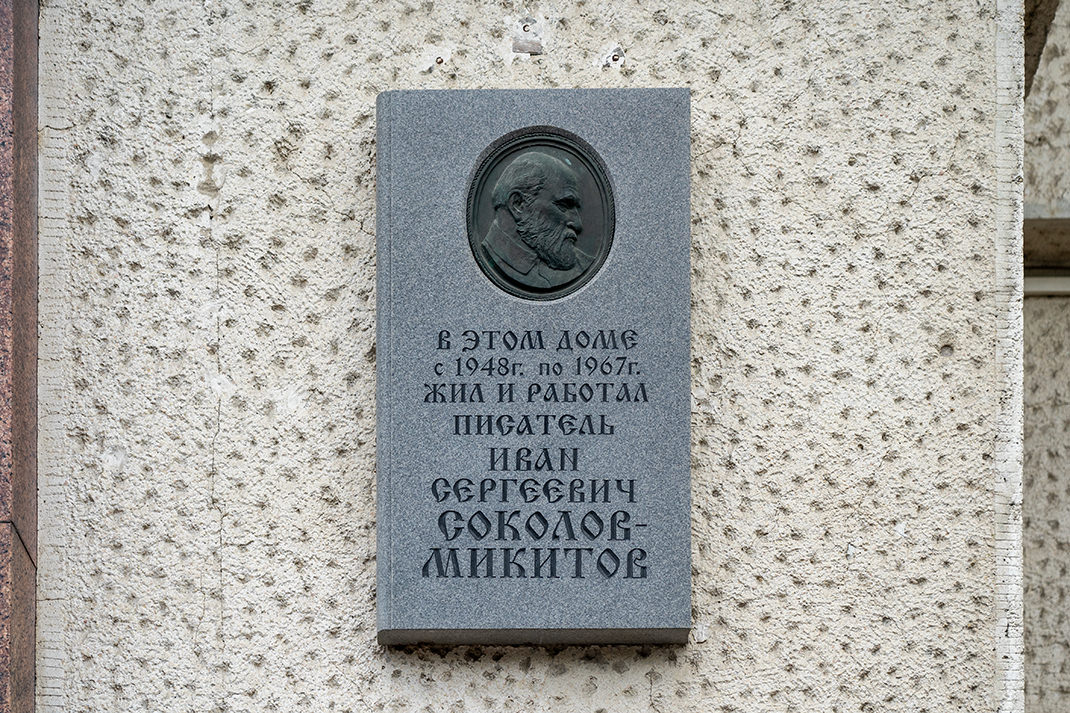 В ЭТОМ ДОМЕ
с 1948г. по 1967г.
ЖИЛ И РАБОТАЛ
ПИСАТЕЛЬ
ИВАН
СЕРГЕЕВИЧ
СОКОЛОВ-
МИКИТОВ